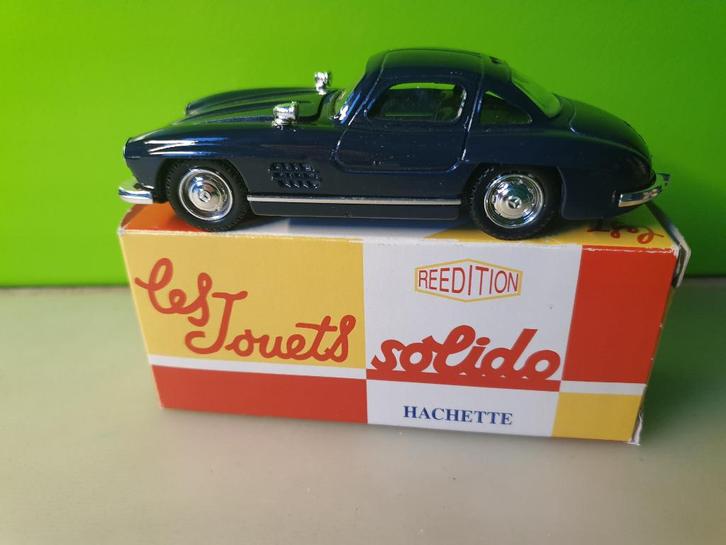 REEDITION
Les
Jouets
solido
HACHETTE